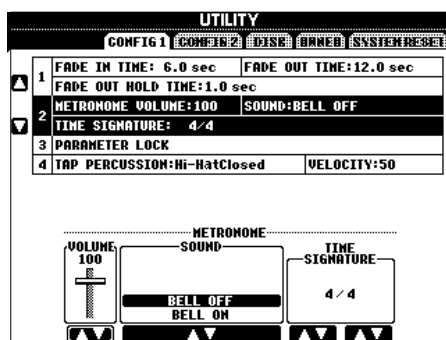 UTILITY
CONFIG 1 CONFIG 2 DISK OWNER SYSTEM RESET
1 FADE IN TIME: 6.0 sec FADE OUT TIME:12.0 sec
FADE OUT HOLD TIME:1.0 sec
2 METRONOME VOLUME:100 SOUND:BELL OFF
TIME SIGNATURE: 4/4
3 PARAMETER LOCK
4 TAP PERCUSSION:Hi-HatClosed VELOCITY:50
METRONOME
VOLUME SOUND TIME SIGNATURE
100
4/4
BELL OFF
BELL ON